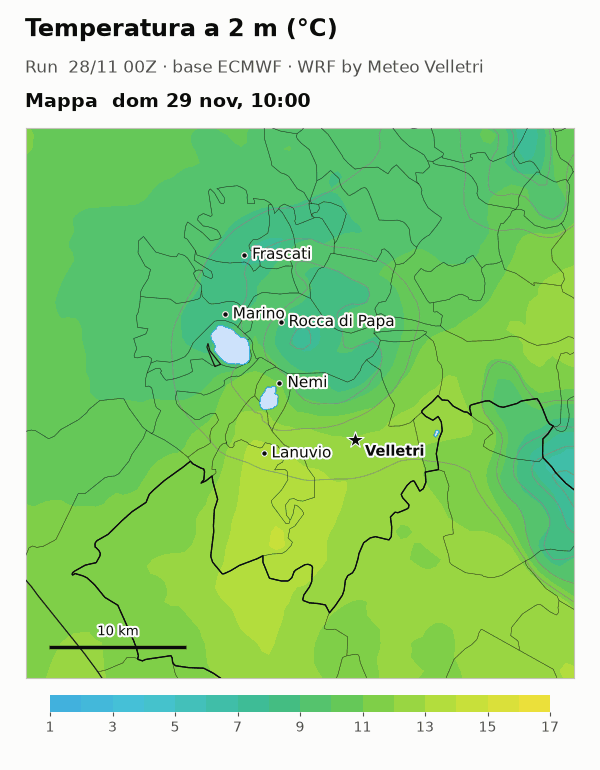 Temperatura a 2 m (°C)
Run  28/11 00Z · base ECMWF · WRF by Meteo Velletri
Mappa  dom 29 nov, 10:00
Frascati
Marino
Rocca di Papa
Nemi
Velletri
Lanuvio
10 km
1 3 5 7 9 11 13 15 17